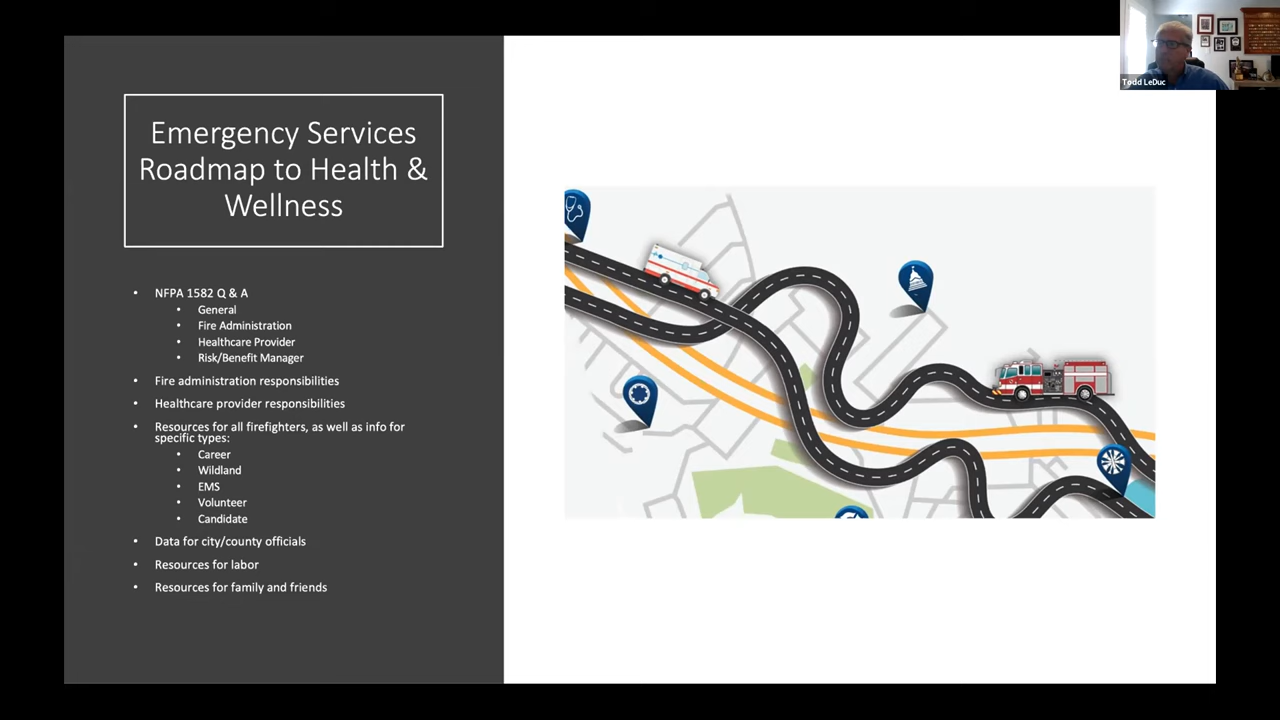 Emergency Services
Roadmap to Health &
Wellness
• NFPA 1582 Q & A
• General
• Fire Administration
• Healthcare Provider
• Risk/Benefit Manager
• Fire administration responsibilities
• Healthcare provider responsibilities
• Resources for all firefighters, as well as info for
specific types:
• Career
• Wildland
• EMS
• Volunteer
• Candidate
• Data for city/county officials
• Resources for labor
• Resources for family and friends
Todd LeDuc